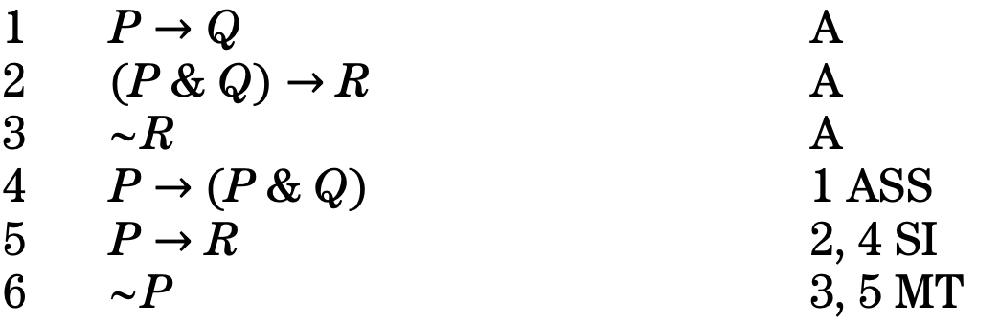 1 P → Q A
2 (P & Q) → R A
3 ~R A
4 P → (P & Q) 1 ASS
5 P → R 2, 4 SI
6 ~P 3, 5 MT